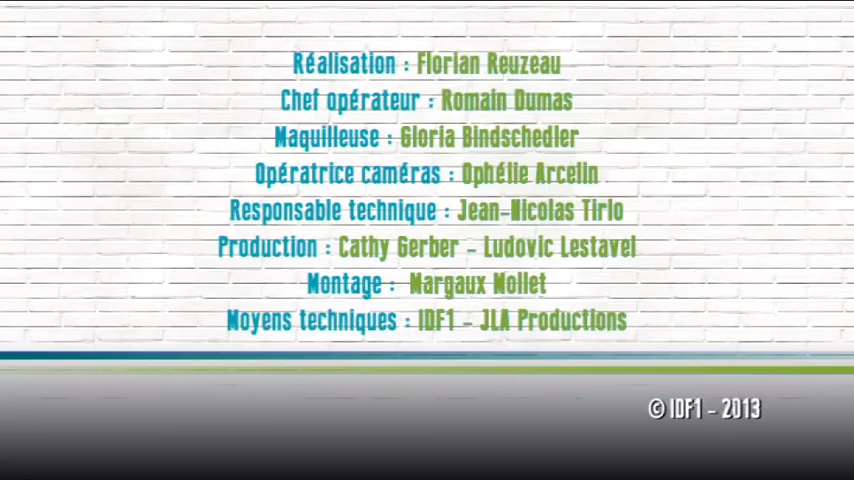 Réalisation : Florian Reuzeau
Chef opérateur : Romain Dumas
Maquilleuse : Gloria Bindschedler
Opératrice caméras : Ophélie Arcelin
Responsable technique : Jean-Nicolas Tirlo
Production : Cathy Gerber - Ludovic Lestavel
Montage : Margaux Mollet
Moyens techniques : IDF1 - JLA Productions
© IDF1 - 2013